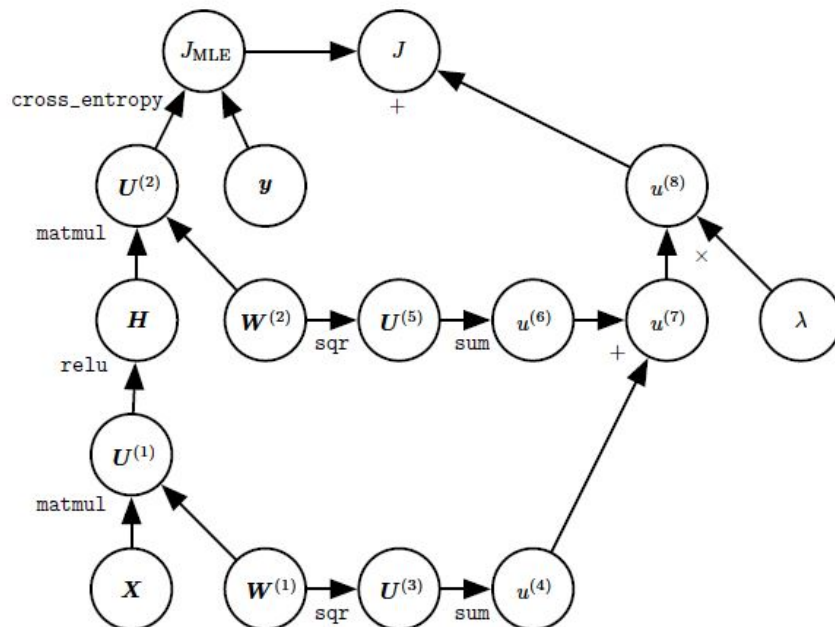 J_MLE J
cross_entropy +
U^(2) y u^(8)
matmul ×
H W^(2) U^(5) u^(6) u^(7) λ
relu sqr sum +
U^(1)
matmul
X W^(1) U^(3) u^(4)
sqr sum